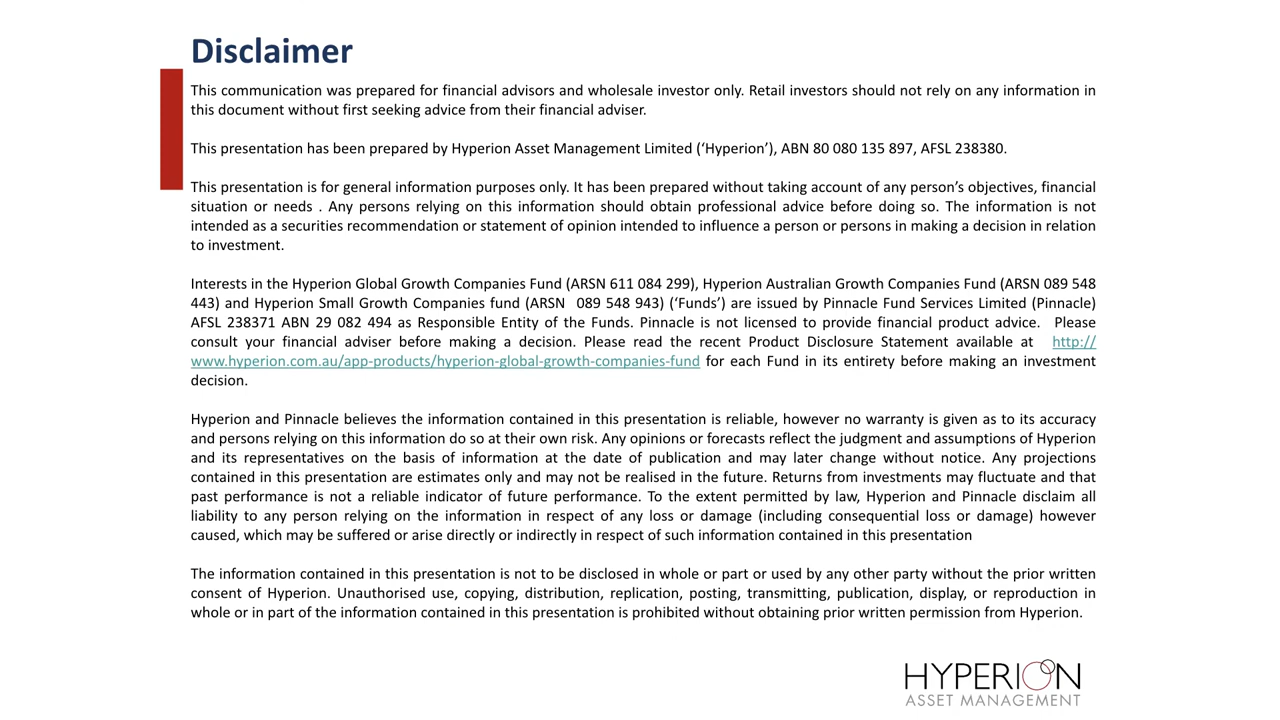 Disclaimer
This communication was prepared for financial advisors and wholesale investor only. Retail investors should not rely on any information in
this document without first seeking advice from their financial adviser.
This presentation has been prepared by Hyperion Asset Management Limited (‘Hyperion’), ABN 80 080 135 897, AFSL 238380.
This presentation is for general information purposes only. It has been prepared without taking account of any person’s objectives, financial
situation or needs . Any persons relying on this information should obtain professional advice before doing so. The information is not
intended as a securities recommendation or statement of opinion intended to influence a person or persons in making a decision in relation
to investment.
Interests in the Hyperion Global Growth Companies Fund (ARSN 611 084 299), Hyperion Australian Growth Companies Fund (ARSN 089 548
443) and Hyperion Small Growth Companies fund (ARSN 089 548 943) (‘Funds’) are issued by Pinnacle Fund Services Limited (Pinnacle)
AFSL 238371 ABN 29 082 494 as Responsible Entity of the Funds. Pinnacle is not licensed to provide financial product advice. Please
consult your financial adviser before making a decision. Please read the recent Product Disclosure Statement available at http://
www.hyperion.com.au/app-products/hyperion-global-growth-companies-fund for each Fund in its entirety before making an investment
decision.
Hyperion and Pinnacle believes the information contained in this presentation is reliable, however no warranty is given as to its accuracy
and persons relying on this information do so at their own risk. Any opinions or forecasts reflect the judgment and assumptions of Hyperion
and its representatives on the basis of information at the date of publication and may later change without notice. Any projections
contained in this presentation are estimates only and may not be realised in the future. Returns from investments may fluctuate and that
past performance is not a reliable indicator of future performance. To the extent permitted by law, Hyperion and Pinnacle disclaim all
liability to any person relying on the information in respect of any loss or damage (including consequential loss or damage) however
caused, which may be suffered or arise directly or indirectly in respect of such information contained in this presentation
The information contained in this presentation is not to be disclosed in whole or part or used by any other party without the prior written
consent of Hyperion. Unauthorised use, copying, distribution, replication, posting, transmitting, publication, display, or reproduction in
whole or in part of the information contained in this presentation is prohibited without obtaining prior written permission from Hyperion.
HYPERION
ASSET MANAGEMENT